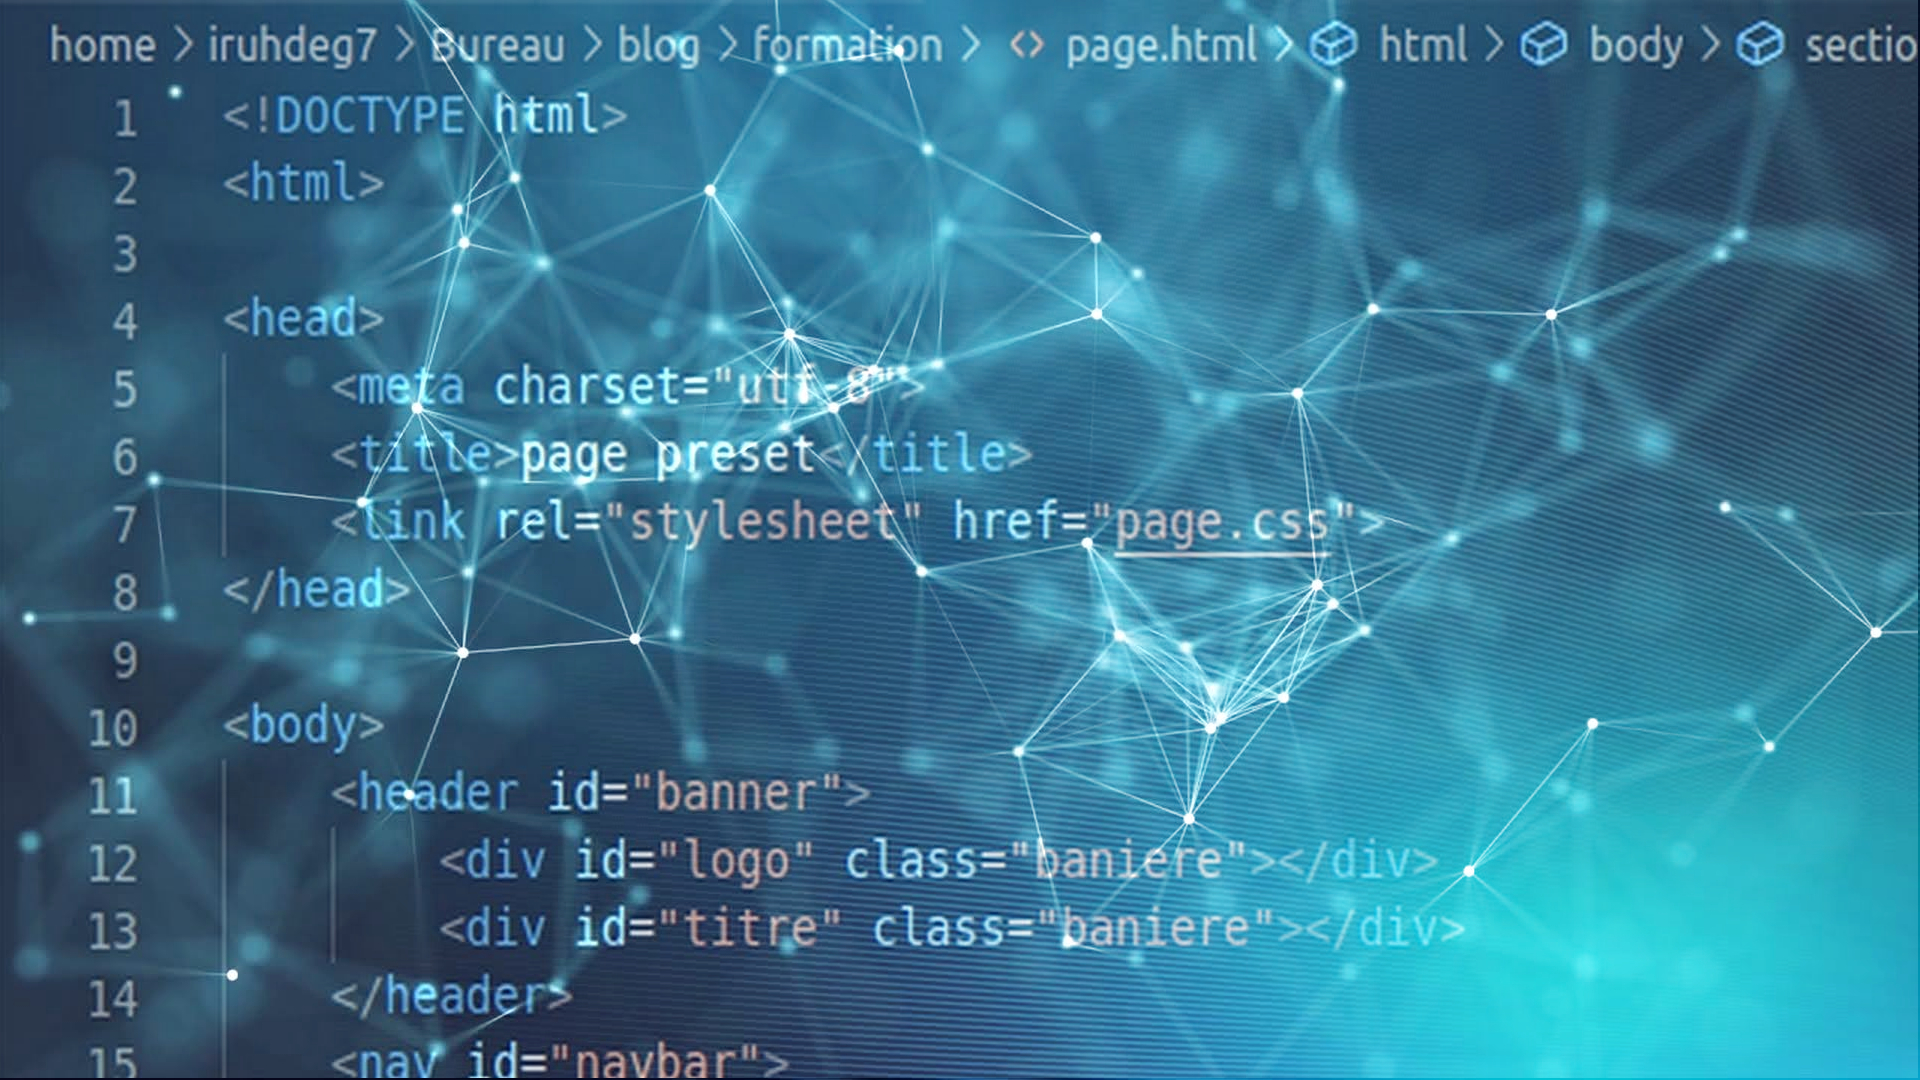 home > iruhdeg7 > Bureau > blog > formation > <> page.html > html > body > sectio
1 <!DOCTYPE html>
2 <html>
3
4 <head>
5 <meta charset="utf-8">
6 <title>page preset</title>
7 <link rel="stylesheet" href="page.css">
8 </head>
9
10 <body>
11 <header id="banner">
12 <div id="logo" class="baniere"></div>
13 <div id="titre" class="baniere"></div>
14 </header>
15 <nav id="navbar">